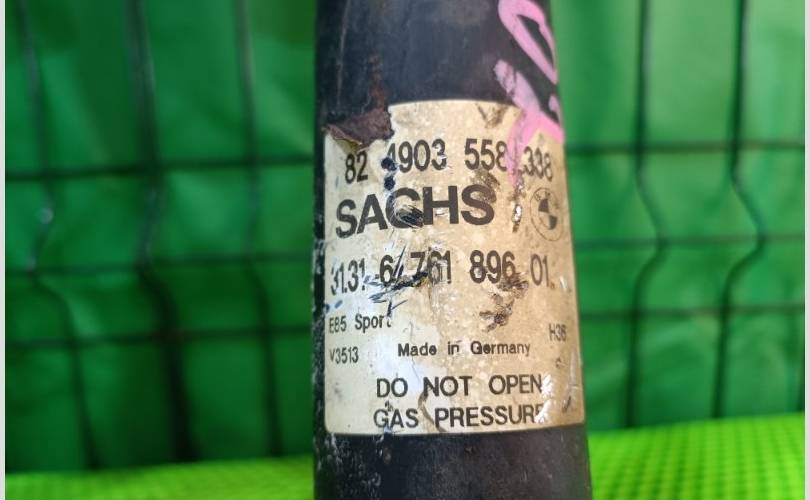 82 4903 558 338
SACHS
31.31 6 761 896 01
E85 Sport H36
V3513 Made in Germany
DO NOT OPEN
GAS PRESSURE